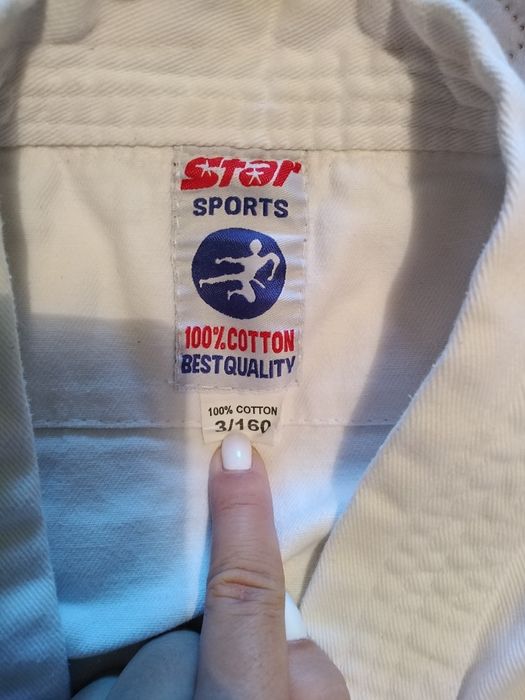 Star
SPORTS
100% COTTON
BEST QUALITY
100% COTTON
3/160